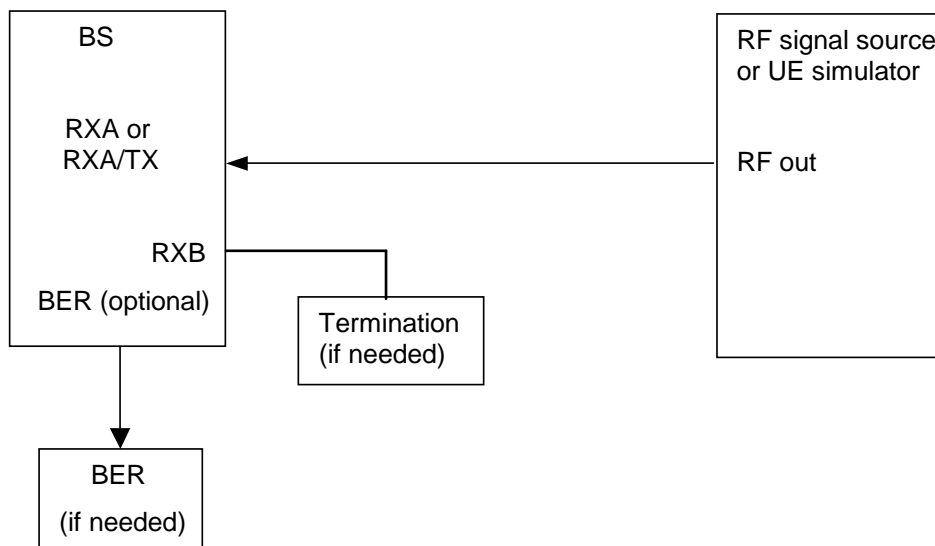 BS
RXA or
RXA/TX
RXB
BER (optional)
Termination
(if needed)
BER
(if needed)
RF signal source
or UE simulator
RF out